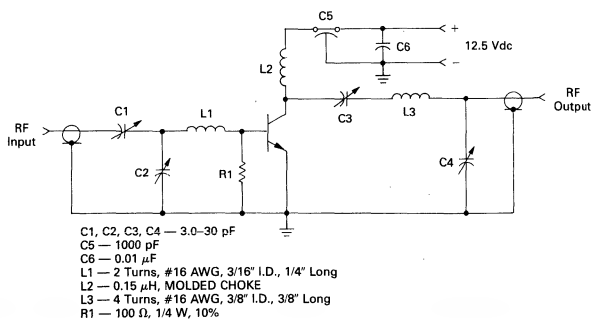 C5
+
C6
12.5 Vdc
−
L2
RF
Input
C1
L1
C2
R1
C3
L3
C4
RF
Output
C1, C2, C3, C4 — 3.0–30 pF
C5 — 1000 pF
C6 — 0.01 μF
L1 — 2 Turns, #16 AWG, 3/16″ I.D., 1/4″ Long
L2 — 0.15 μH, MOLDED CHOKE
L3 — 4 Turns, #16 AWG, 3/8″ I.D., 3/8″ Long
R1 — 100 Ω, 1/4 W, 10%